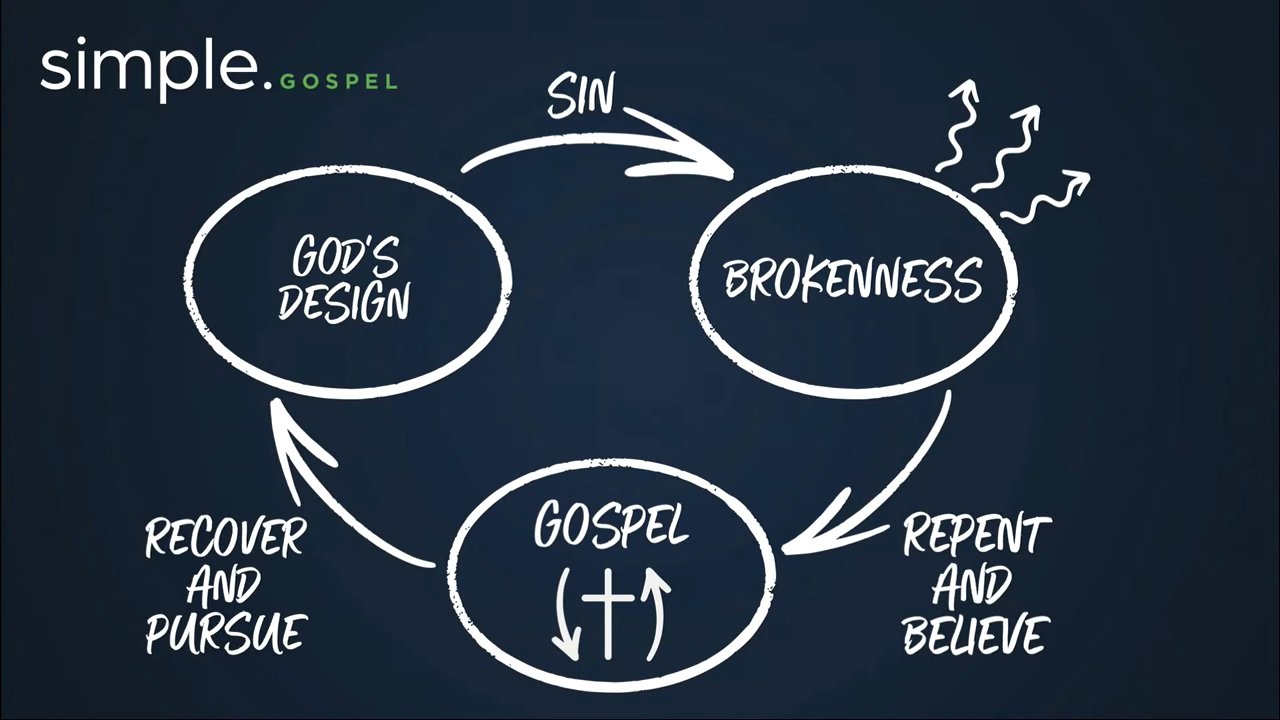 simple.GOSPEL
SIN
GOD'S
DESIGN
BROKENNESS
GOSPEL
RECOVER
AND
PURSUE
REPENT
AND
BELIEVE